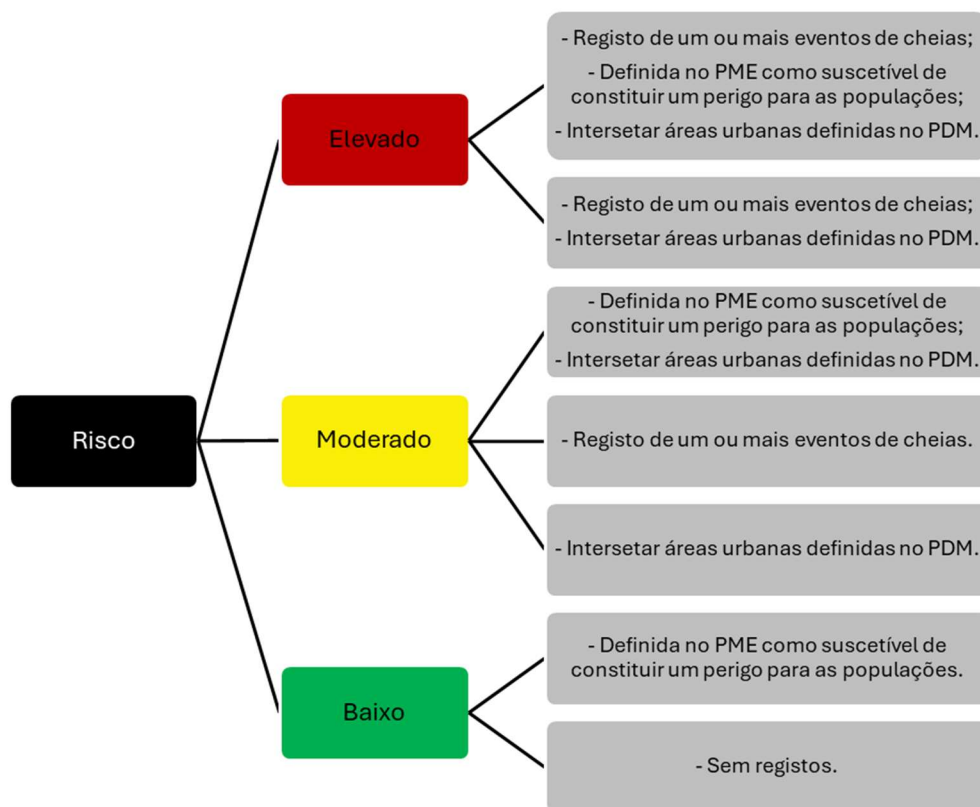 Risco
Elevado
- Registo de um ou mais eventos de cheias;
- Definida no PME como suscetível de
constituir um perigo para as populações;
- Intersetar áreas urbanas definidas no PDM.
- Registo de um ou mais eventos de cheias;
- Intersetar áreas urbanas definidas no PDM.
Moderado
- Definida no PME como suscetível de
constituir um perigo para as populações;
- Intersetar áreas urbanas definidas no PDM.
- Registo de um ou mais eventos de cheias.
- Intersetar áreas urbanas definidas no PDM.
Baixo
- Definida no PME como suscetível de
constituir um perigo para as populações.
- Sem registos.